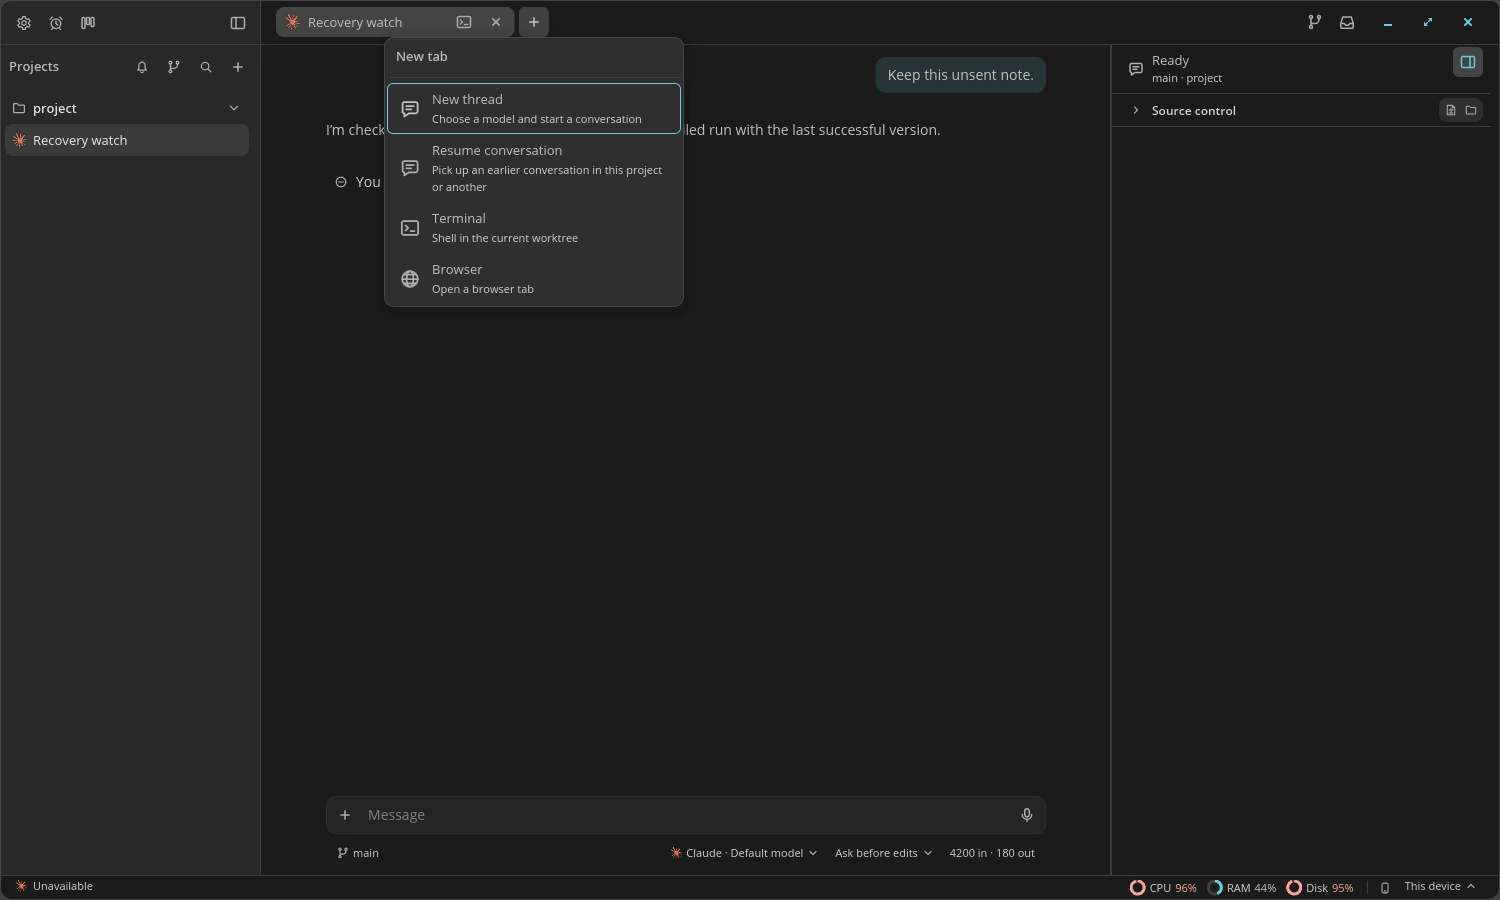 Recovery watch
Projects
project
Recovery watch
New tab
New thread
Choose a model and start a conversation
Resume conversation
Pick up an earlier conversation in this project
or another
Terminal
Shell in the current worktree
Browser
Open a browser tab
Keep this unsent note.
I'm check
led run with the last successful version.
You
Message
main
Claude · Default model
Ask before edits
4200 in · 180 out
Ready
main · project
Source control
Unavailable
CPU 96%
RAM 44%
Disk 95%
This device